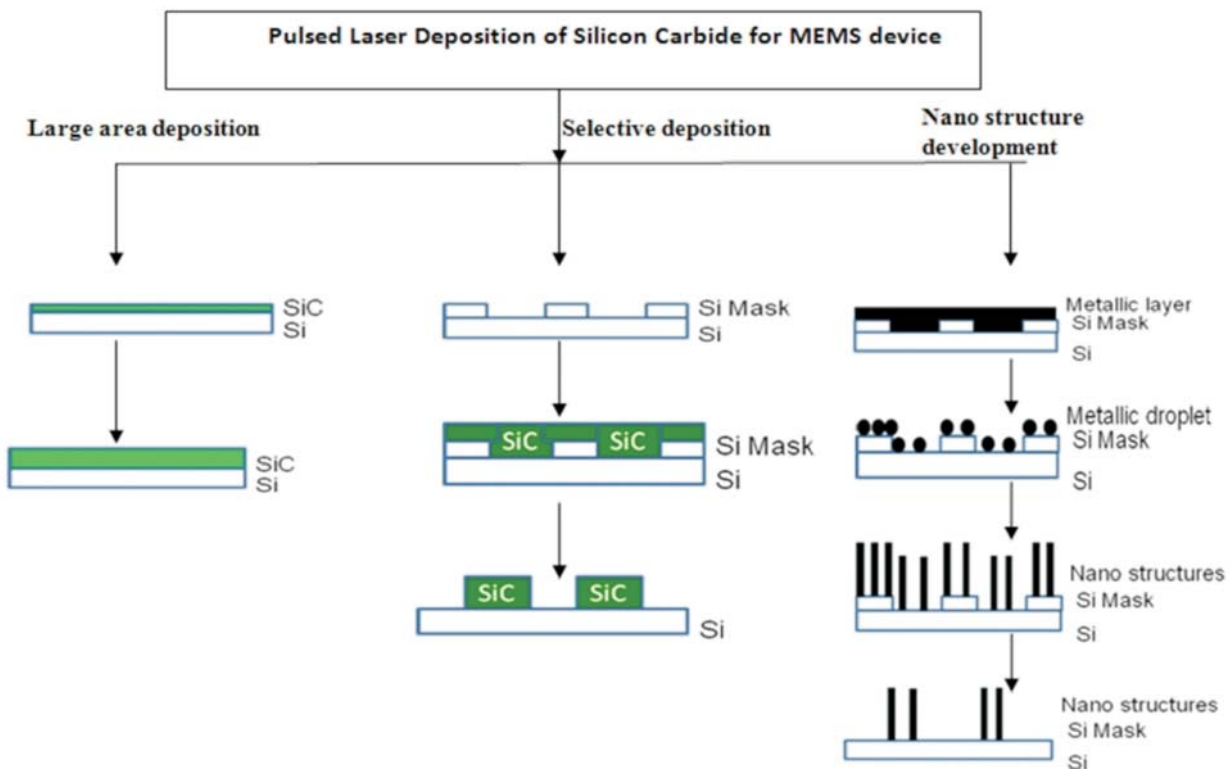 Pulsed Laser Deposition of Silicon Carbide for MEMS device
Large area deposition
Selective deposition
Nano structure
development
SiC
Si
SiC
Si
Si Mask
Si
SiC SiC
Si Mask
Si
SiC SiC
Si
Metallic layer
Si Mask
Si
Metallic droplet
Si Mask
Si
Nano structures
Si Mask
Si
Nano structures
Si Mask
Si